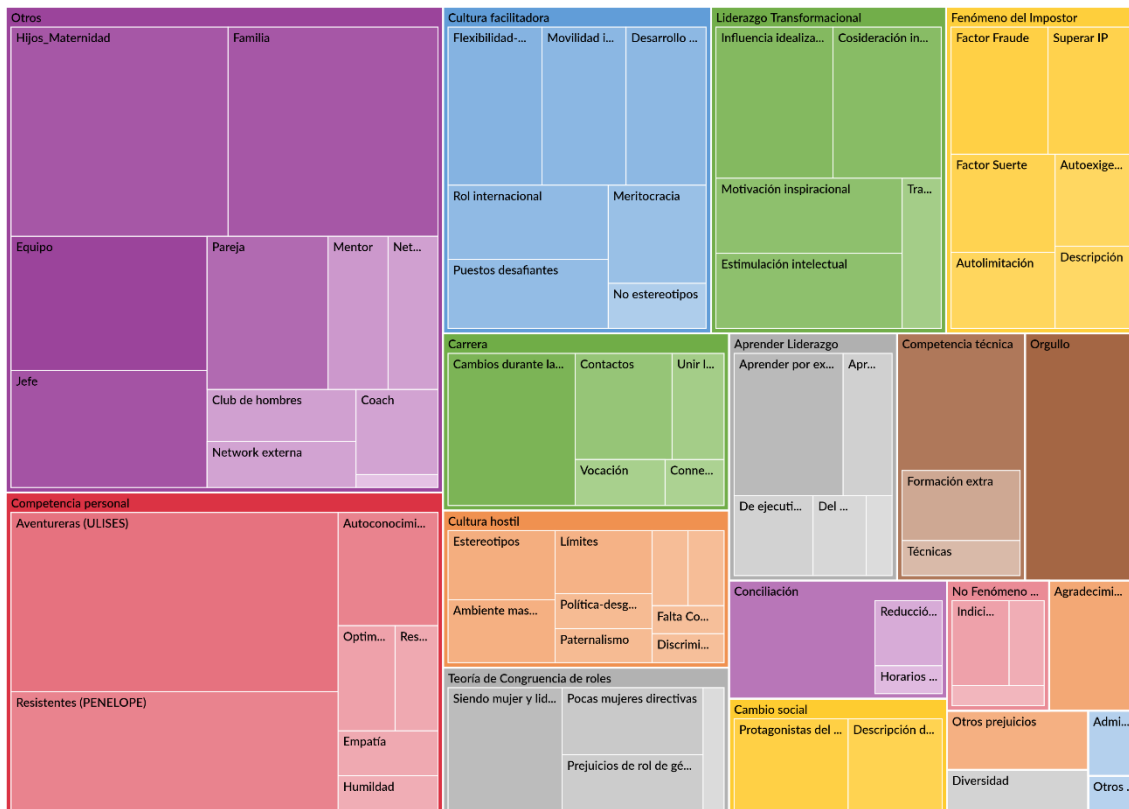 Otros
Hijos_Maternidad
Familia
Equipo
Pareja
Mentor
Net...
Jefe
Club de hombres
Coach
Network externa
Competencia personal
Aventureras (ULISES)
Autoconocimi...
Optim...
Res...
Resistentes (PENELOPE)
Empatía
Humildad
Cultura facilitadora
Flexibilidad-...
Movilidad i...
Desarrollo ...
Rol internacional
Meritocracia
Puestos desafiantes
No estereotipos
Liderazgo Transformacional
Influencia idealiza...
Cosideración in...
Motivación inspiracional
Tra...
Estimulación intelectual
Fenómeno del Impostor
Factor Fraude
Superar IP
Factor Suerte
Autoexige...
Autolimitación
Descripción
Carrera
Cambios durante la...
Contactos
Unir l...
Vocación
Conne...
Cultura hostil
Estereotipos
Límites
Ambiente mas...
Política-desg...
Falta Co...
Paternalismo
Discrimi...
Teoría de Congruencia de roles
Siendo mujer y lid...
Pocas mujeres directivas
Prejuicios de rol de gé...
Aprender Liderazgo
Aprender por ex...
Apr...
De ejecuti...
Del ...
Competencia técnica
Formación extra
Técnicas
Orgullo
Conciliación
Reducció...
Horarios ...
No Fenómeno ...
Indici...
Agradecimi...
Cambio social
Protagonistas del ...
Descripción d...
Otros prejuicios
Admi...
Diversidad
Otros ...